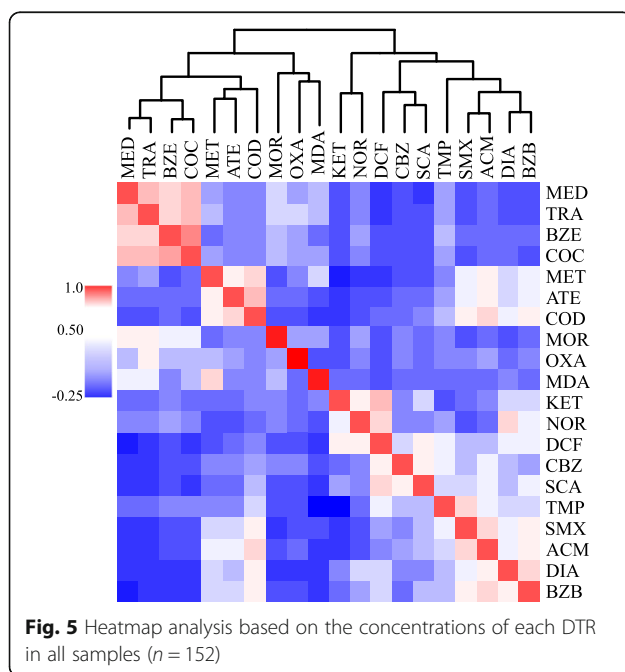 MED TRA BZE COC MET ATE COD MOR OXA MDA KET NOR DCF CBZ SCA TMP SMX ACM DIA BZB
MED
TRA
BZE
COC
MET
ATE
COD
MOR
OXA
MDA
KET
NOR
DCF
CBZ
SCA
TMP
SMX
ACM
DIA
BZB
1.0
0.50
-0.25
Fig. 5 Heatmap analysis based on the concentrations of each DTR
in all samples (n = 152)